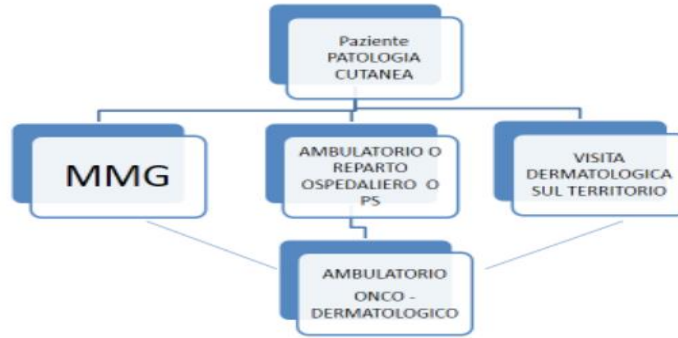 Paziente
PATOLOGIA
CUTANEA
MMG
AMBULATORIO O
REPARTO
OSPEDALIERO O
PS
VISITA
DERMATOLOGICA
SUL TERRITORIO
AMBULATORIO
ONCO -
DERMATOLOGICO